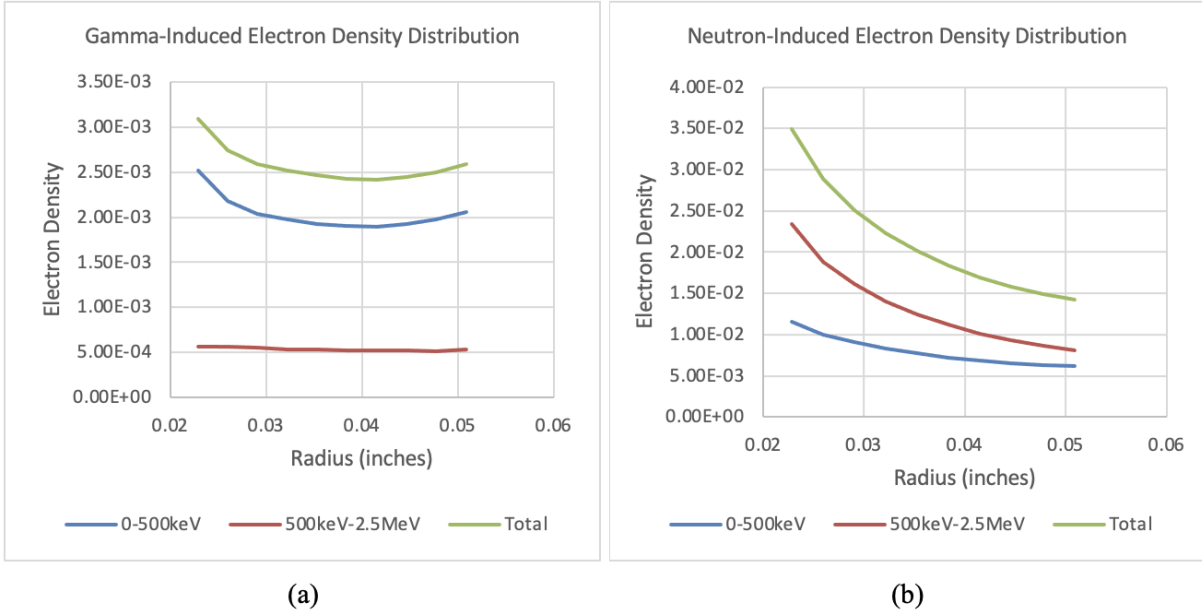 Gamma-Induced Electron Density Distribution
3.50E-03
3.00E-03
2.50E-03
2.00E-03
1.50E-03
1.00E-03
5.00E-04
0.00E+00
Electron Density
0.02 0.03 0.04 0.05 0.06
Radius (inches)
0-500keV 500keV-2.5MeV Total
(a)
Neutron-Induced Electron Density Distribution
4.00E-02
3.50E-02
3.00E-02
2.50E-02
2.00E-02
1.50E-02
1.00E-02
5.00E-03
0.00E+00
Electron Density
0.02 0.03 0.04 0.05 0.06
Radius (inches)
0-500keV 500keV-2.5MeV Total
(b)